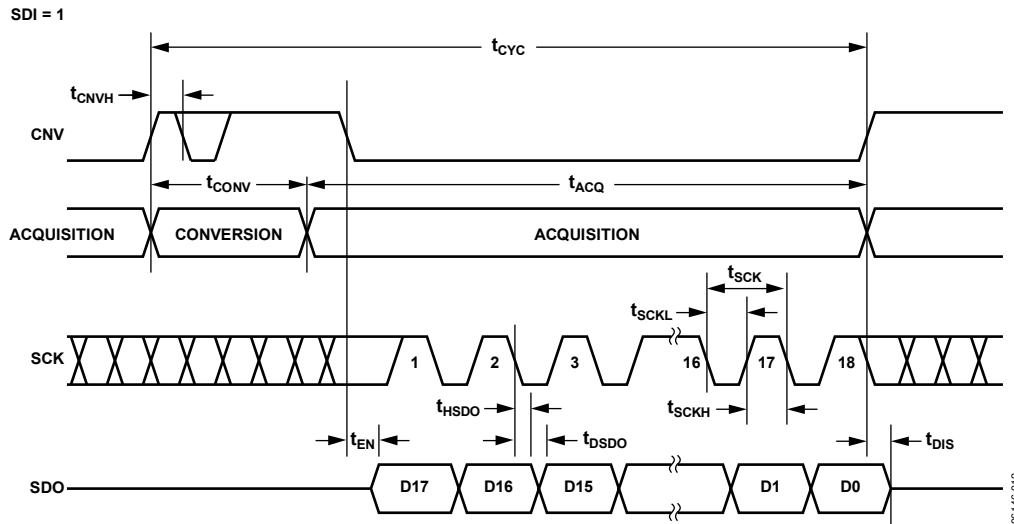 SDI = 1
tCYC
tCNVH
CNV
tCONV
tACQ
ACQUISITION
CONVERSION
ACQUISITION
tSCK
tSCKL
SCK
1
2
3
16
17
18
tHSDO
tSCKH
tEN
tDSDO
tDIS
SDO
D17
D16
D15
D1
D0